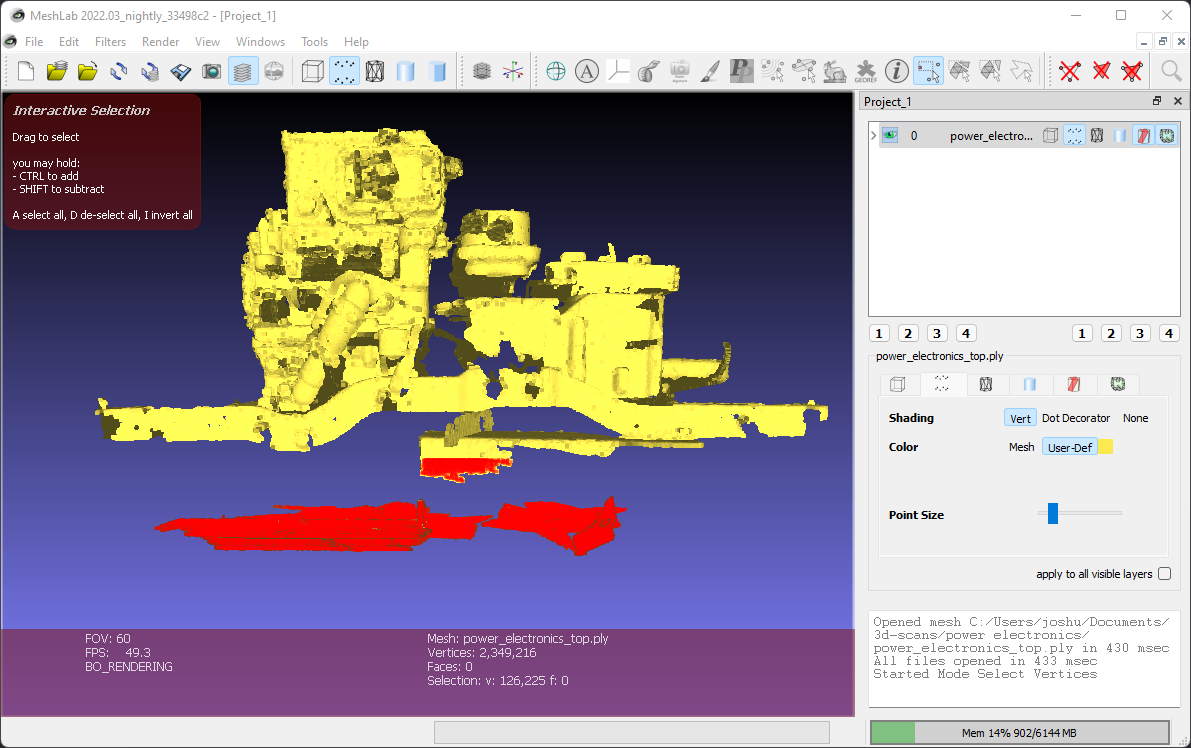 MeshLab 2022.03_nightly_33498c2 - [Project_1]
File Edit Filters Render View Windows Tools Help
A
GEOREF
i
Interactive Selection
Drag to select
you may hold:
- CTRL to add
- SHIFT to subtract
A select all, D de-select all, I invert all
FOV: 60
FPS: 49.3
BO_RENDERING
Mesh: power_electronics_top.ply
Vertices: 2,349,216
Faces: 0
Selection: v: 126,225 f: 0
Project_1
0 power_electro...
1 2 3 4 1 2 3 4
power_electronics_top.ply
Shading Vert Dot Decorator None
Color Mesh User-Def
Point Size
apply to all visible layers
Opened mesh C:/Users/joshu/Documents/
3d-scans/power electronics/
power_electronics_top.ply in 430 msec
All files opened in 433 msec
Started Mode Select Vertices
Mem 14% 902/6144 MB